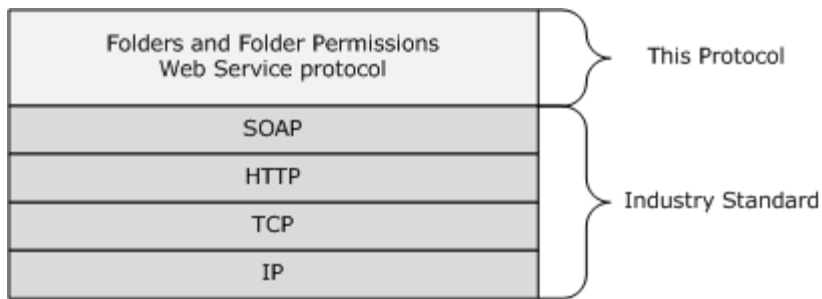 Folders and Folder Permissions
Web Service protocol
This Protocol
SOAP
HTTP
TCP
IP
Industry Standard